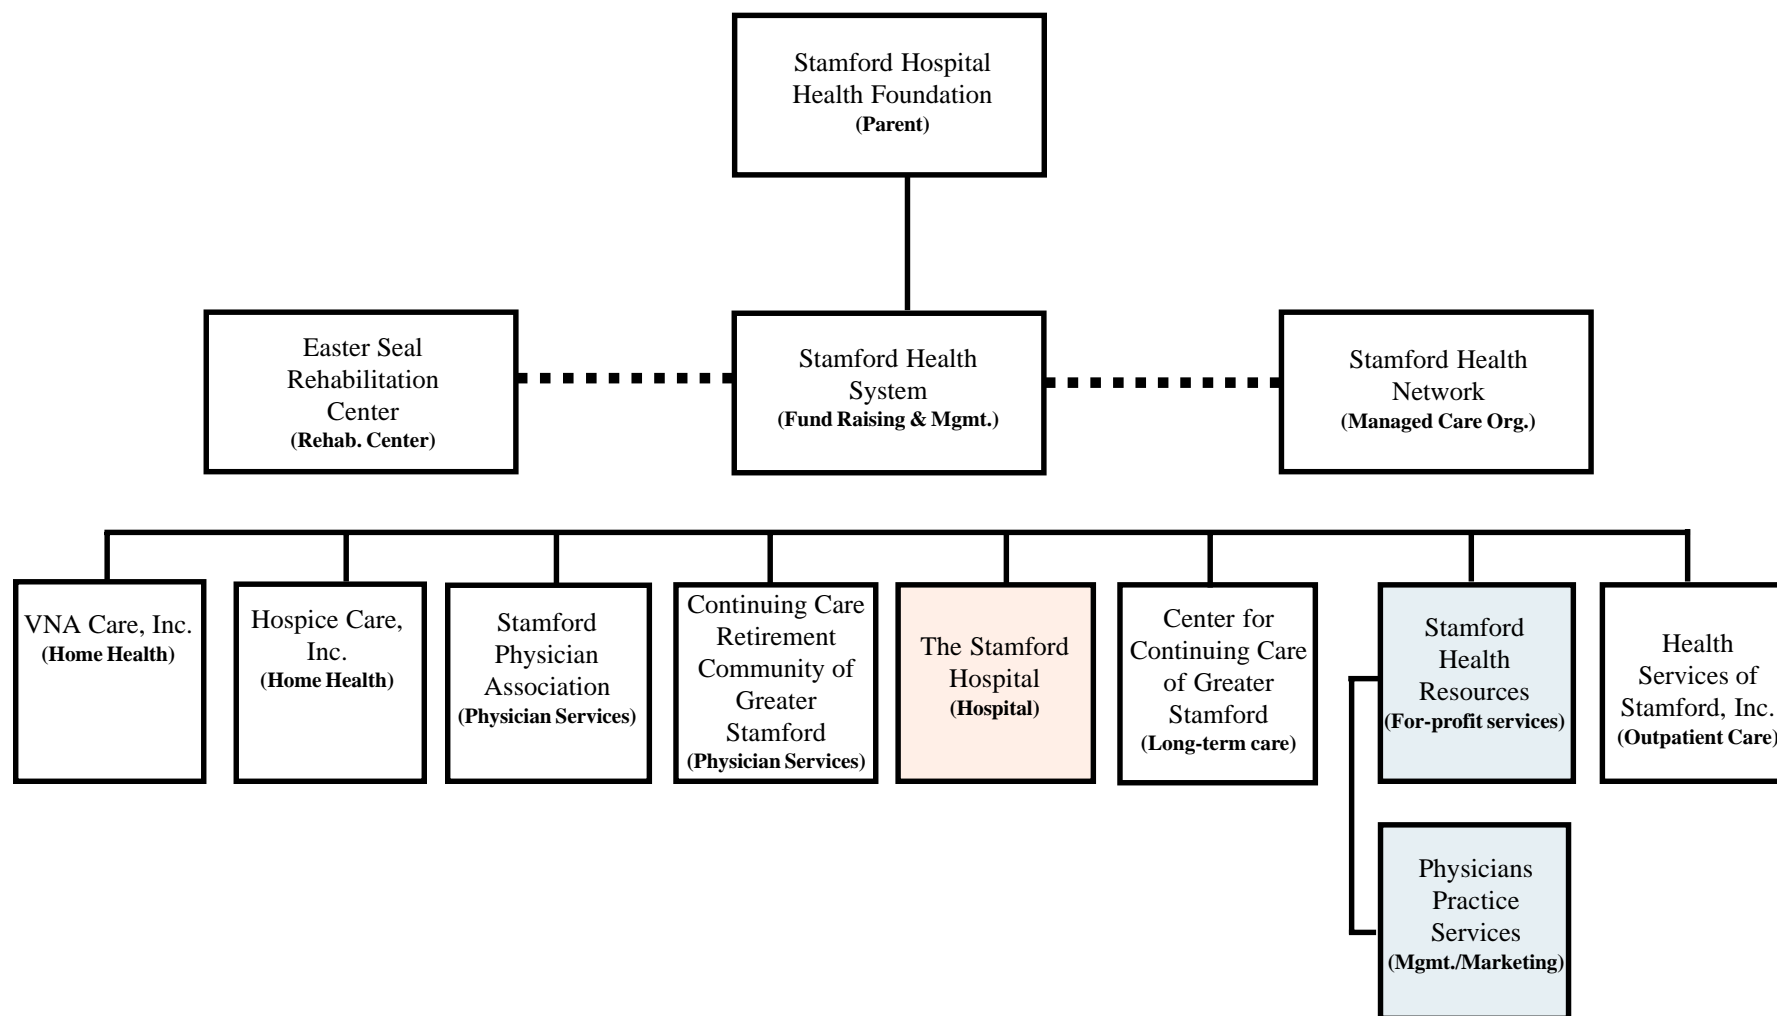 Stamford Hospital
Health Foundation
(Parent)
Easter Seal
Rehabilitation
Center
(Rehab. Center)
Stamford Health
System
(Fund Raising & Mgmt.)
Stamford Health
Network
(Managed Care Org.)
VNA Care, Inc.
(Home Health)
Hospice Care,
Inc.
(Home Health)
Stamford
Physician
Association
(Physician Services)
Continuing Care
Retirement
Community of
Greater
Stamford
(Physician Services)
The Stamford
Hospital
(Hospital)
Center for
Continuing Care
of Greater
Stamford
(Long-term care)
Stamford
Health
Resources
(For-profit services)
Health
Services of
Stamford, Inc.
(Outpatient Care)
Physicians
Practice
Services
(Mgmt./Marketing)